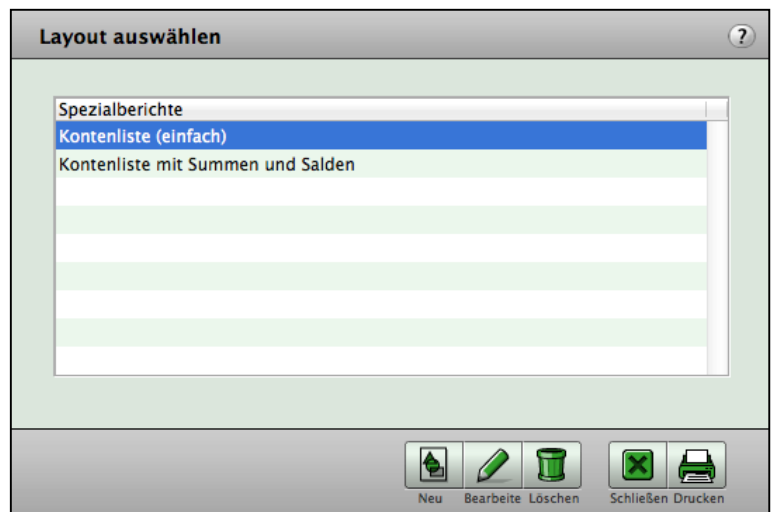 Layout auswählen
?
Spezialberichte
Kontenliste (einfach)
Kontenliste mit Summen und Salden
Neu Bearbeite Löschen Schließen Drucken